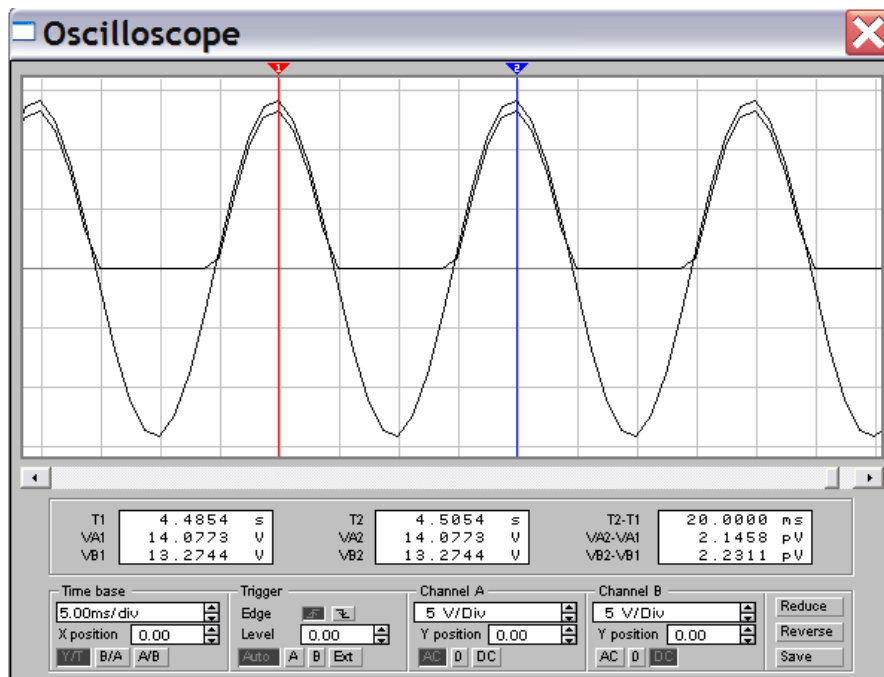 Oscilloscope
1 2
T1 4.4854 s T2 4.5054 s T2-T1 20.0000 ms
VA1 14.0773 V VA2 14.0773 V VA2-VA1 2.1458 pV
VB1 13.2744 V VB2 13.2744 V VB2-VB1 2.2311 pV
Time base Trigger Channel A Channel B
5.00ms/div Edge 5 V/Div 5 V/Div Reduce
X position 0.00 Level 0.00 Y position 0.00 Y position 0.00 Reverse
Y/T B/A A/B Auto A B Ext AC 0 DC AC 0 DC Save